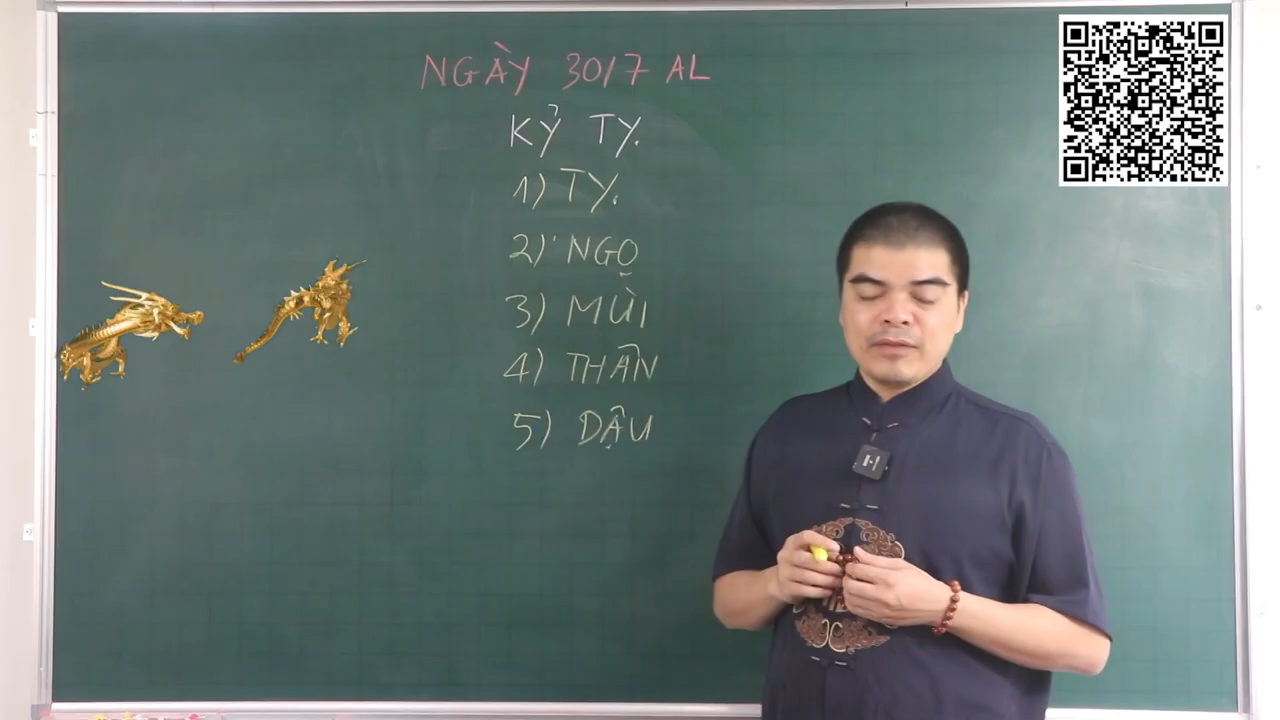 NGÀY 30/7 AL
KỶ TỴ
1) TỴ
2) NGỌ
3) MÙI
4) THÂN
5) DẬU